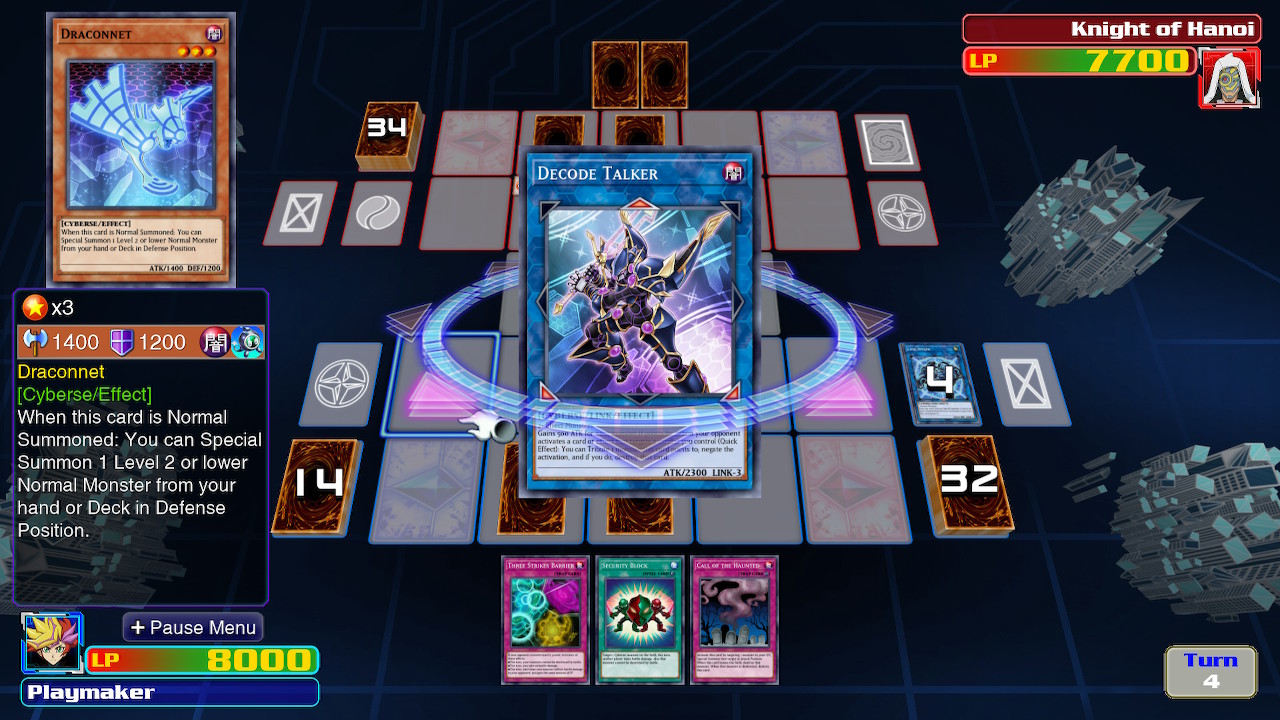 DRACONNET
[CYBERSE/EFFECT]
When this card is Normal Summoned: You can
Special Summon 1 Level 2 or lower Normal Monster
from your hand or Deck in Defense Position.
ATK/1400 DEF/1200
x3
1400 1200 闇
Draconnet
[Cyberse/Effect]
When this card is Normal
Summoned: You can Special
Summon 1 Level 2 or lower
Normal Monster from your
hand or Deck in Defense
Position.
Knight of Hanoi
LP 7700
34
DECODE TALKER
[CYBERSE/LINK/EFFECT]
ATK/2300 LINK-3
4
14
32
THREE STRIKES BARRIER
SECURITY BLOCK
CALL OF THE HAUNTED
+ Pause Menu
LP 8000
Playmaker
Turn
4